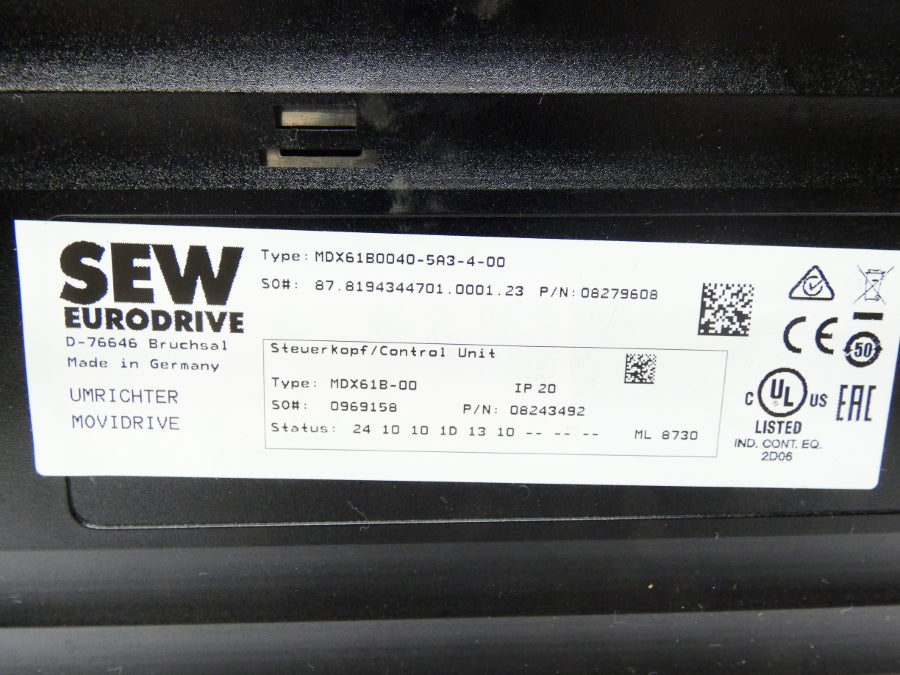 SEW
EURODRIVE
D-76646 Bruchsal
Made in Germany
UMRICHTER
MOVIDRIVE
Type: MDX61B0040-5A3-4-00
SO#: 87.8194344701.0001.23 P/N: 08279608
Steuerkopf/Control Unit
Type: MDX61B-00 IP 20
SO#: 0969158 P/N: 08243492
Status: 24 10 10 1D 13 10 -- -- -- ML 8730
CE
50
C UL US
EAC
LISTED
IND. CONT. EQ.
2D06